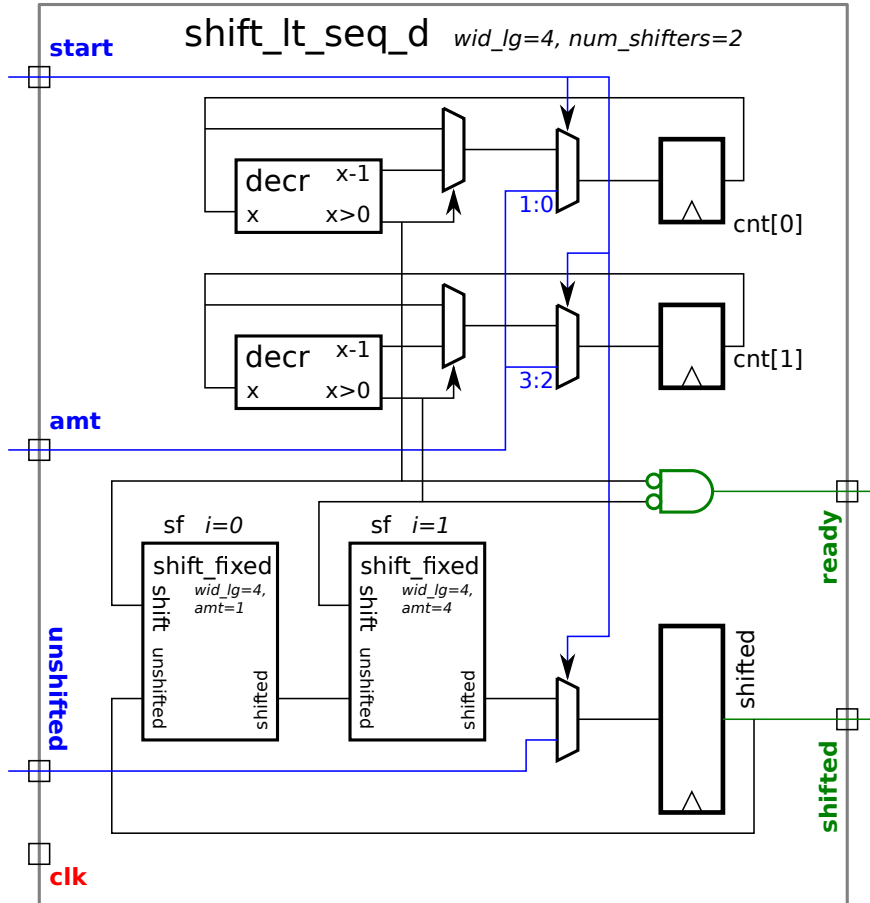 shift_lt_seq_d wid_lg=4, num_shifters=2
start
decr
x-1
x
x>0
1:0
cnt[0]
decr
x-1
x
x>0
3:2
cnt[1]
amt
sf i=0
sf i=1
shift_fixed
wid_lg=4,
amt=1
shift
unshifted
shifted
shift_fixed
wid_lg=4,
amt=4
shift
unshifted
shifted
ready
unshifted
shifted
shifted
clk